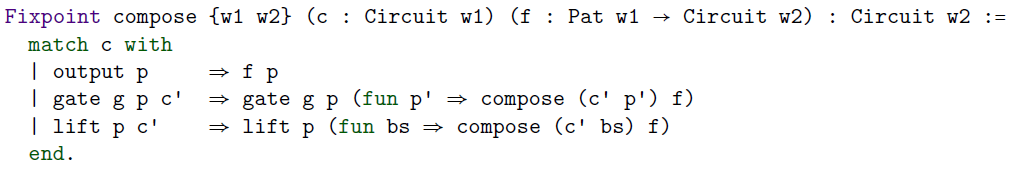 Fixpoint compose {w1 w2} (c : Circuit w1) (f : Pat w1 → Circuit w2) : Circuit w2 :=
match c with
| output p ⇒ f p
| gate g p c' ⇒ gate g p (fun p' ⇒ compose (c' p') f)
| lift p c' ⇒ lift p (fun bs ⇒ compose (c' bs) f)
end.